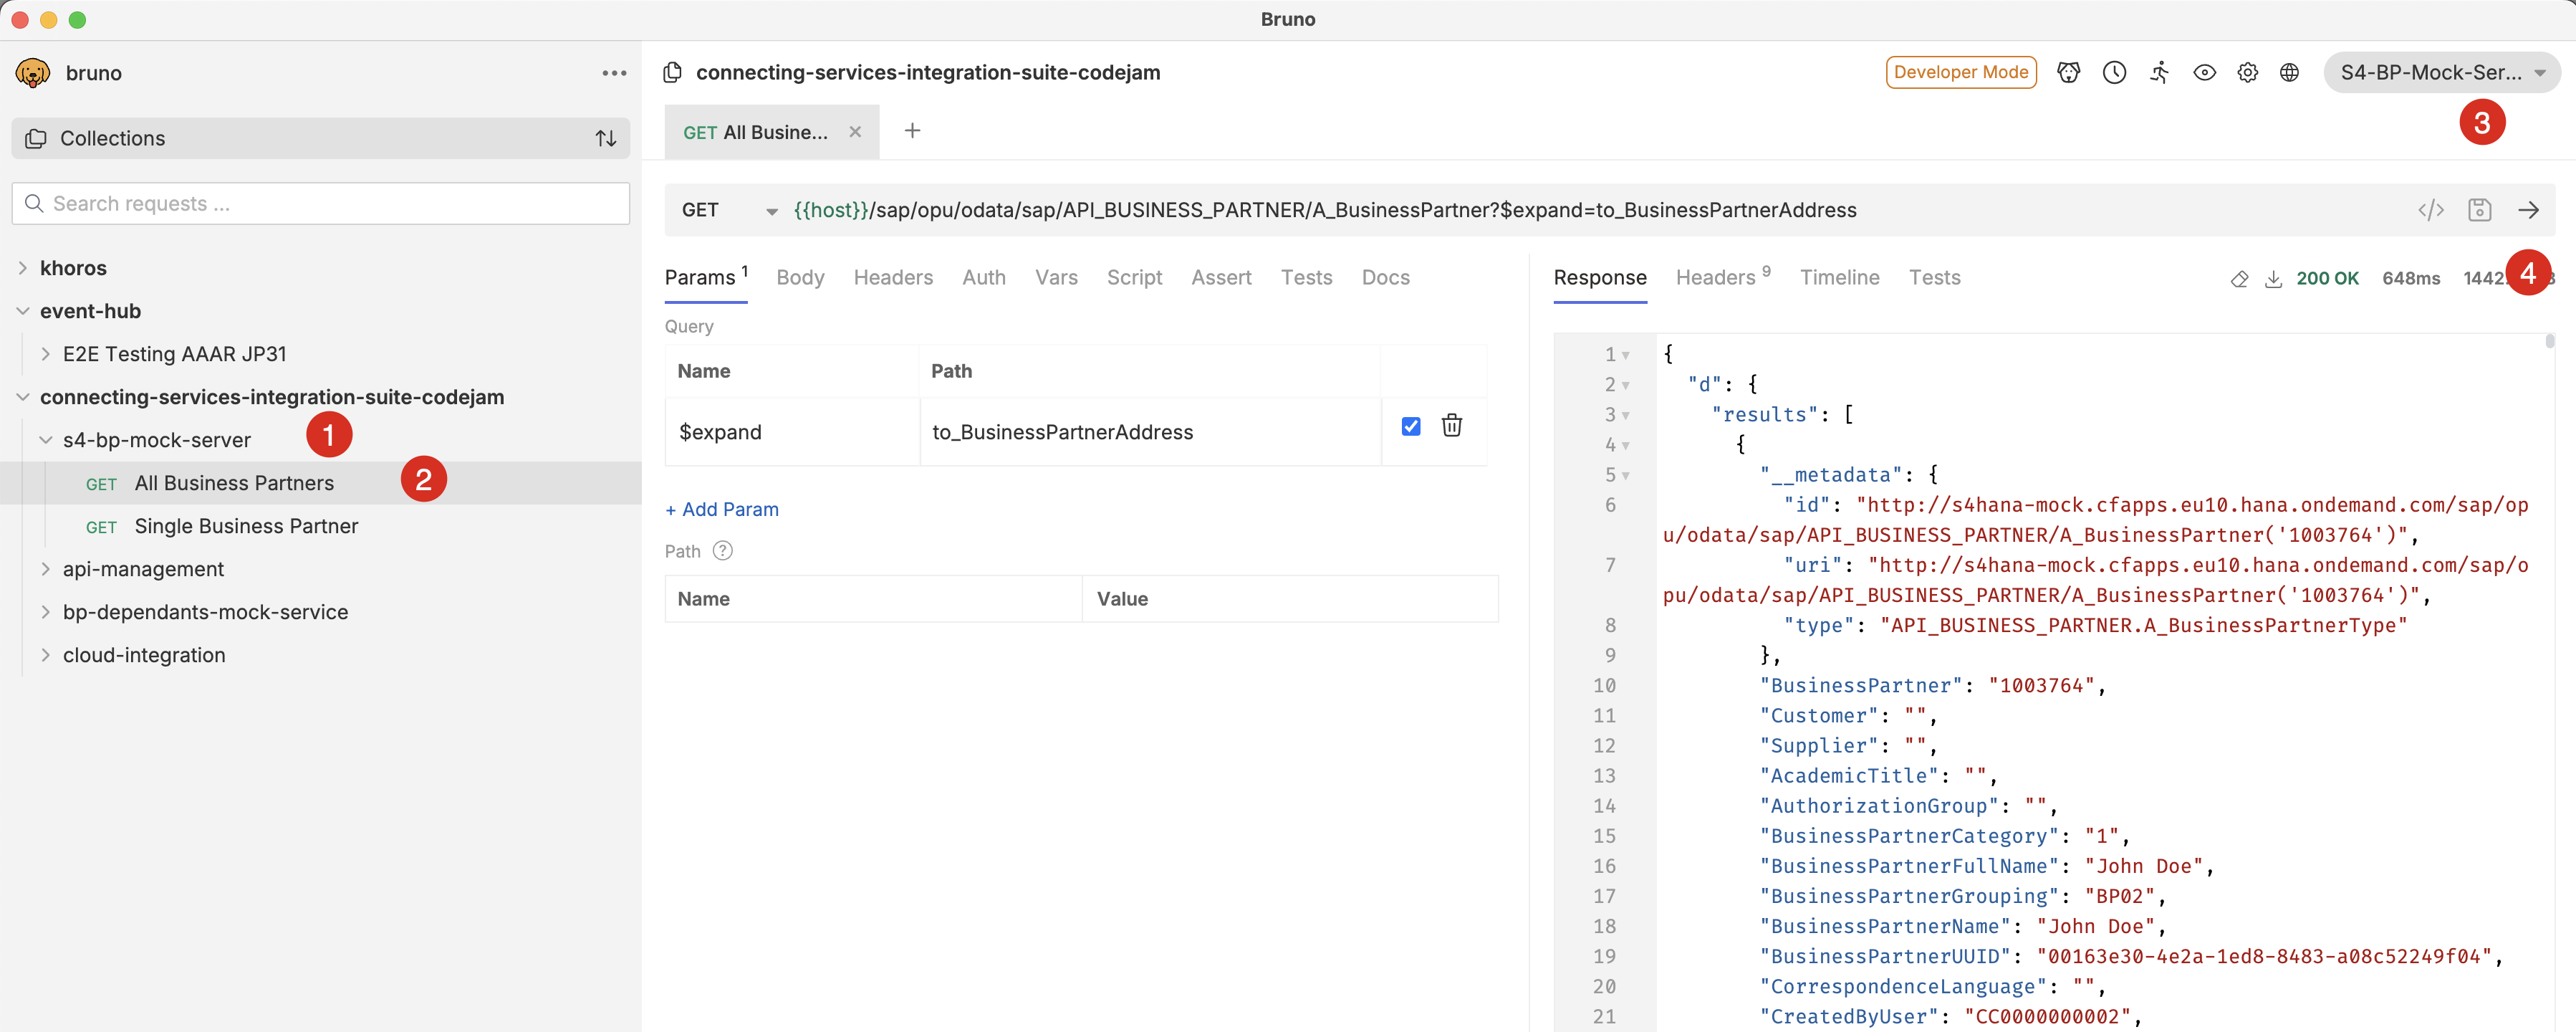 Bruno
bruno
Collections
Search requests ...
khoros
event-hub
E2E Testing AAAR JP31
connecting-services-integration-suite-codejam
s4-bp-mock-server
1
GET All Business Partners
2
GET Single Business Partner
api-management
bp-dependants-mock-service
cloud-integration
connecting-services-integration-suite-codejam
Developer Mode
S4-BP-Mock-Ser...
3
GET All Busine...
GET {{host}}/sap/opu/odata/sap/API_BUSINESS_PARTNER/A_BusinessPartner?$expand=to_BusinessPartnerAddress
Params 1 Body Headers Auth Vars Script Assert Tests Docs
Query
Name Path
$expand to_BusinessPartnerAddress
+ Add Param
Path ?
Name Value
Response Headers 9 Timeline Tests
200 OK 648ms
4
1 {
2 "d": {
3 "results": [
4 {
5 "__metadata": {
6 "id": "http://s4hana-mock.cfapps.eu10.hana.ondemand.com/sap/op
u/odata/sap/API_BUSINESS_PARTNER/A_BusinessPartner('1003764')",
7 "uri": "http://s4hana-mock.cfapps.eu10.hana.ondemand.com/sap/o
pu/odata/sap/API_BUSINESS_PARTNER/A_BusinessPartner('1003764')",
8 "type": "API_BUSINESS_PARTNER.A_BusinessPartnerType"
9 },
10 "BusinessPartner": "1003764",
11 "Customer": "",
12 "Supplier": "",
13 "AcademicTitle": "",
14 "AuthorizationGroup": "",
15 "BusinessPartnerCategory": "1",
16 "BusinessPartnerFullName": "John Doe",
17 "BusinessPartnerGrouping": "BP02",
18 "BusinessPartnerName": "John Doe",
19 "BusinessPartnerUUID": "00163e30-4e2a-1ed8-8483-a08c52249f04",
20 "CorrespondenceLanguage": "",
21 "CreatedByUser": "CC0000000002",